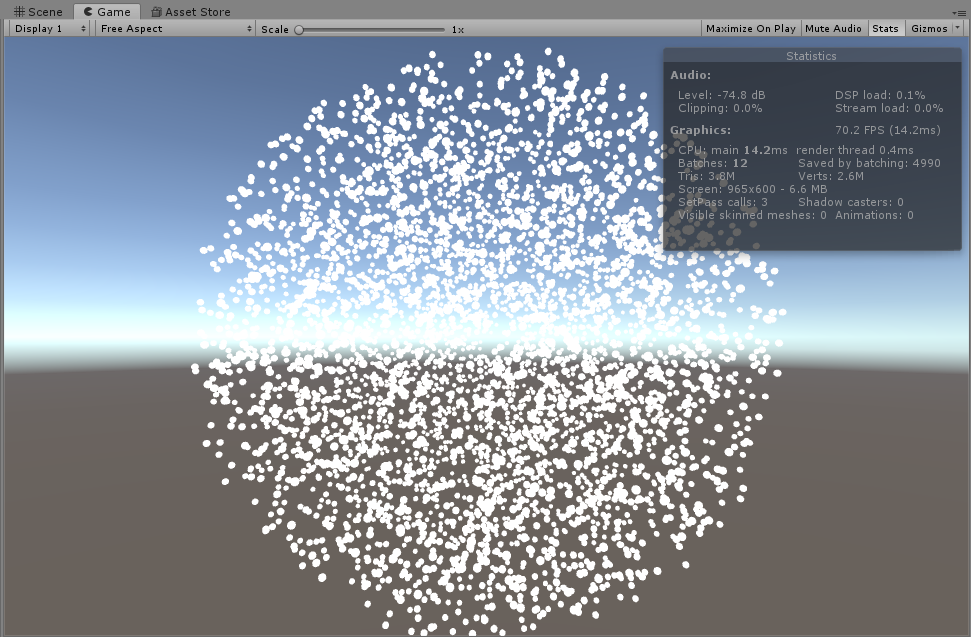 Scene Game Asset Store
Display 1 Free Aspect Scale 1x Maximize On Play Mute Audio Stats Gizmos
Statistics
Audio:
Level: -74.8 dB DSP load: 0.1%
Clipping: 0.0% Stream load: 0.0%
Graphics: 70.2 FPS (14.2ms)
CPU: main 14.2ms render thread 0.4ms
Batches: 12 Saved by batching: 4990
Tris: 3.8M Verts: 2.6M
Screen: 965x600 - 6.6 MB
SetPass calls: 3 Shadow casters: 0
Visible skinned meshes: 0 Animations: 0